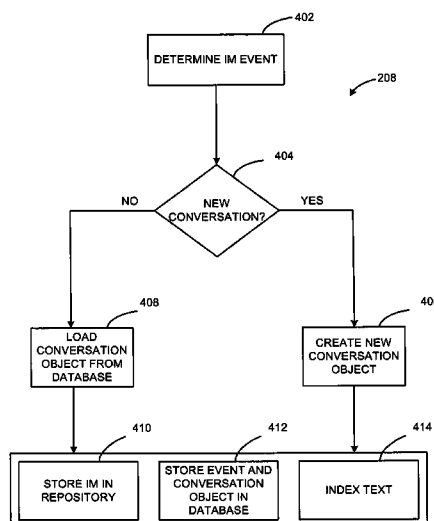 402
DETERMINE IM EVENT
208
404
NEW
CONVERSATION?
NO
YES
408
LOAD
CONVERSATION
OBJECT FROM
DATABASE
40
CREATE NEW
CONVERSATION
OBJECT
410
STORE IM IN
REPOSITORY
412
STORE EVENT AND
CONVERSATION
OBJECT IN
DATABASE
414
INDEX TEXT